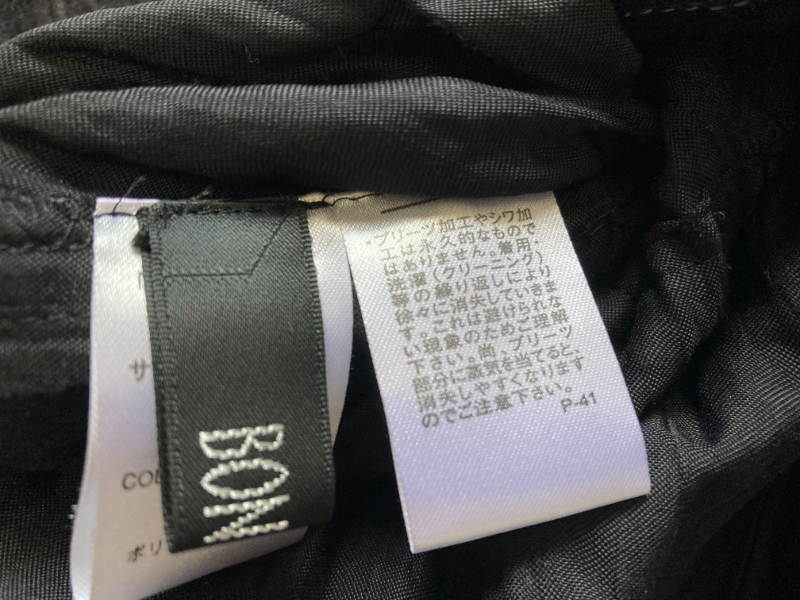 サ
COL
ポリ
BON
・プリーツ加工やシワ加
工は永久的なもので
はありません。着用・
洗濯(クリーニング)
等の繰り返しにより
徐々に消失していきま
す。これは避けられな
い現象のためご理解
下さい。尚、プリーツ
部分に蒸気を当てると、
消失しやすくなります
のでご注意下さい。
P-41